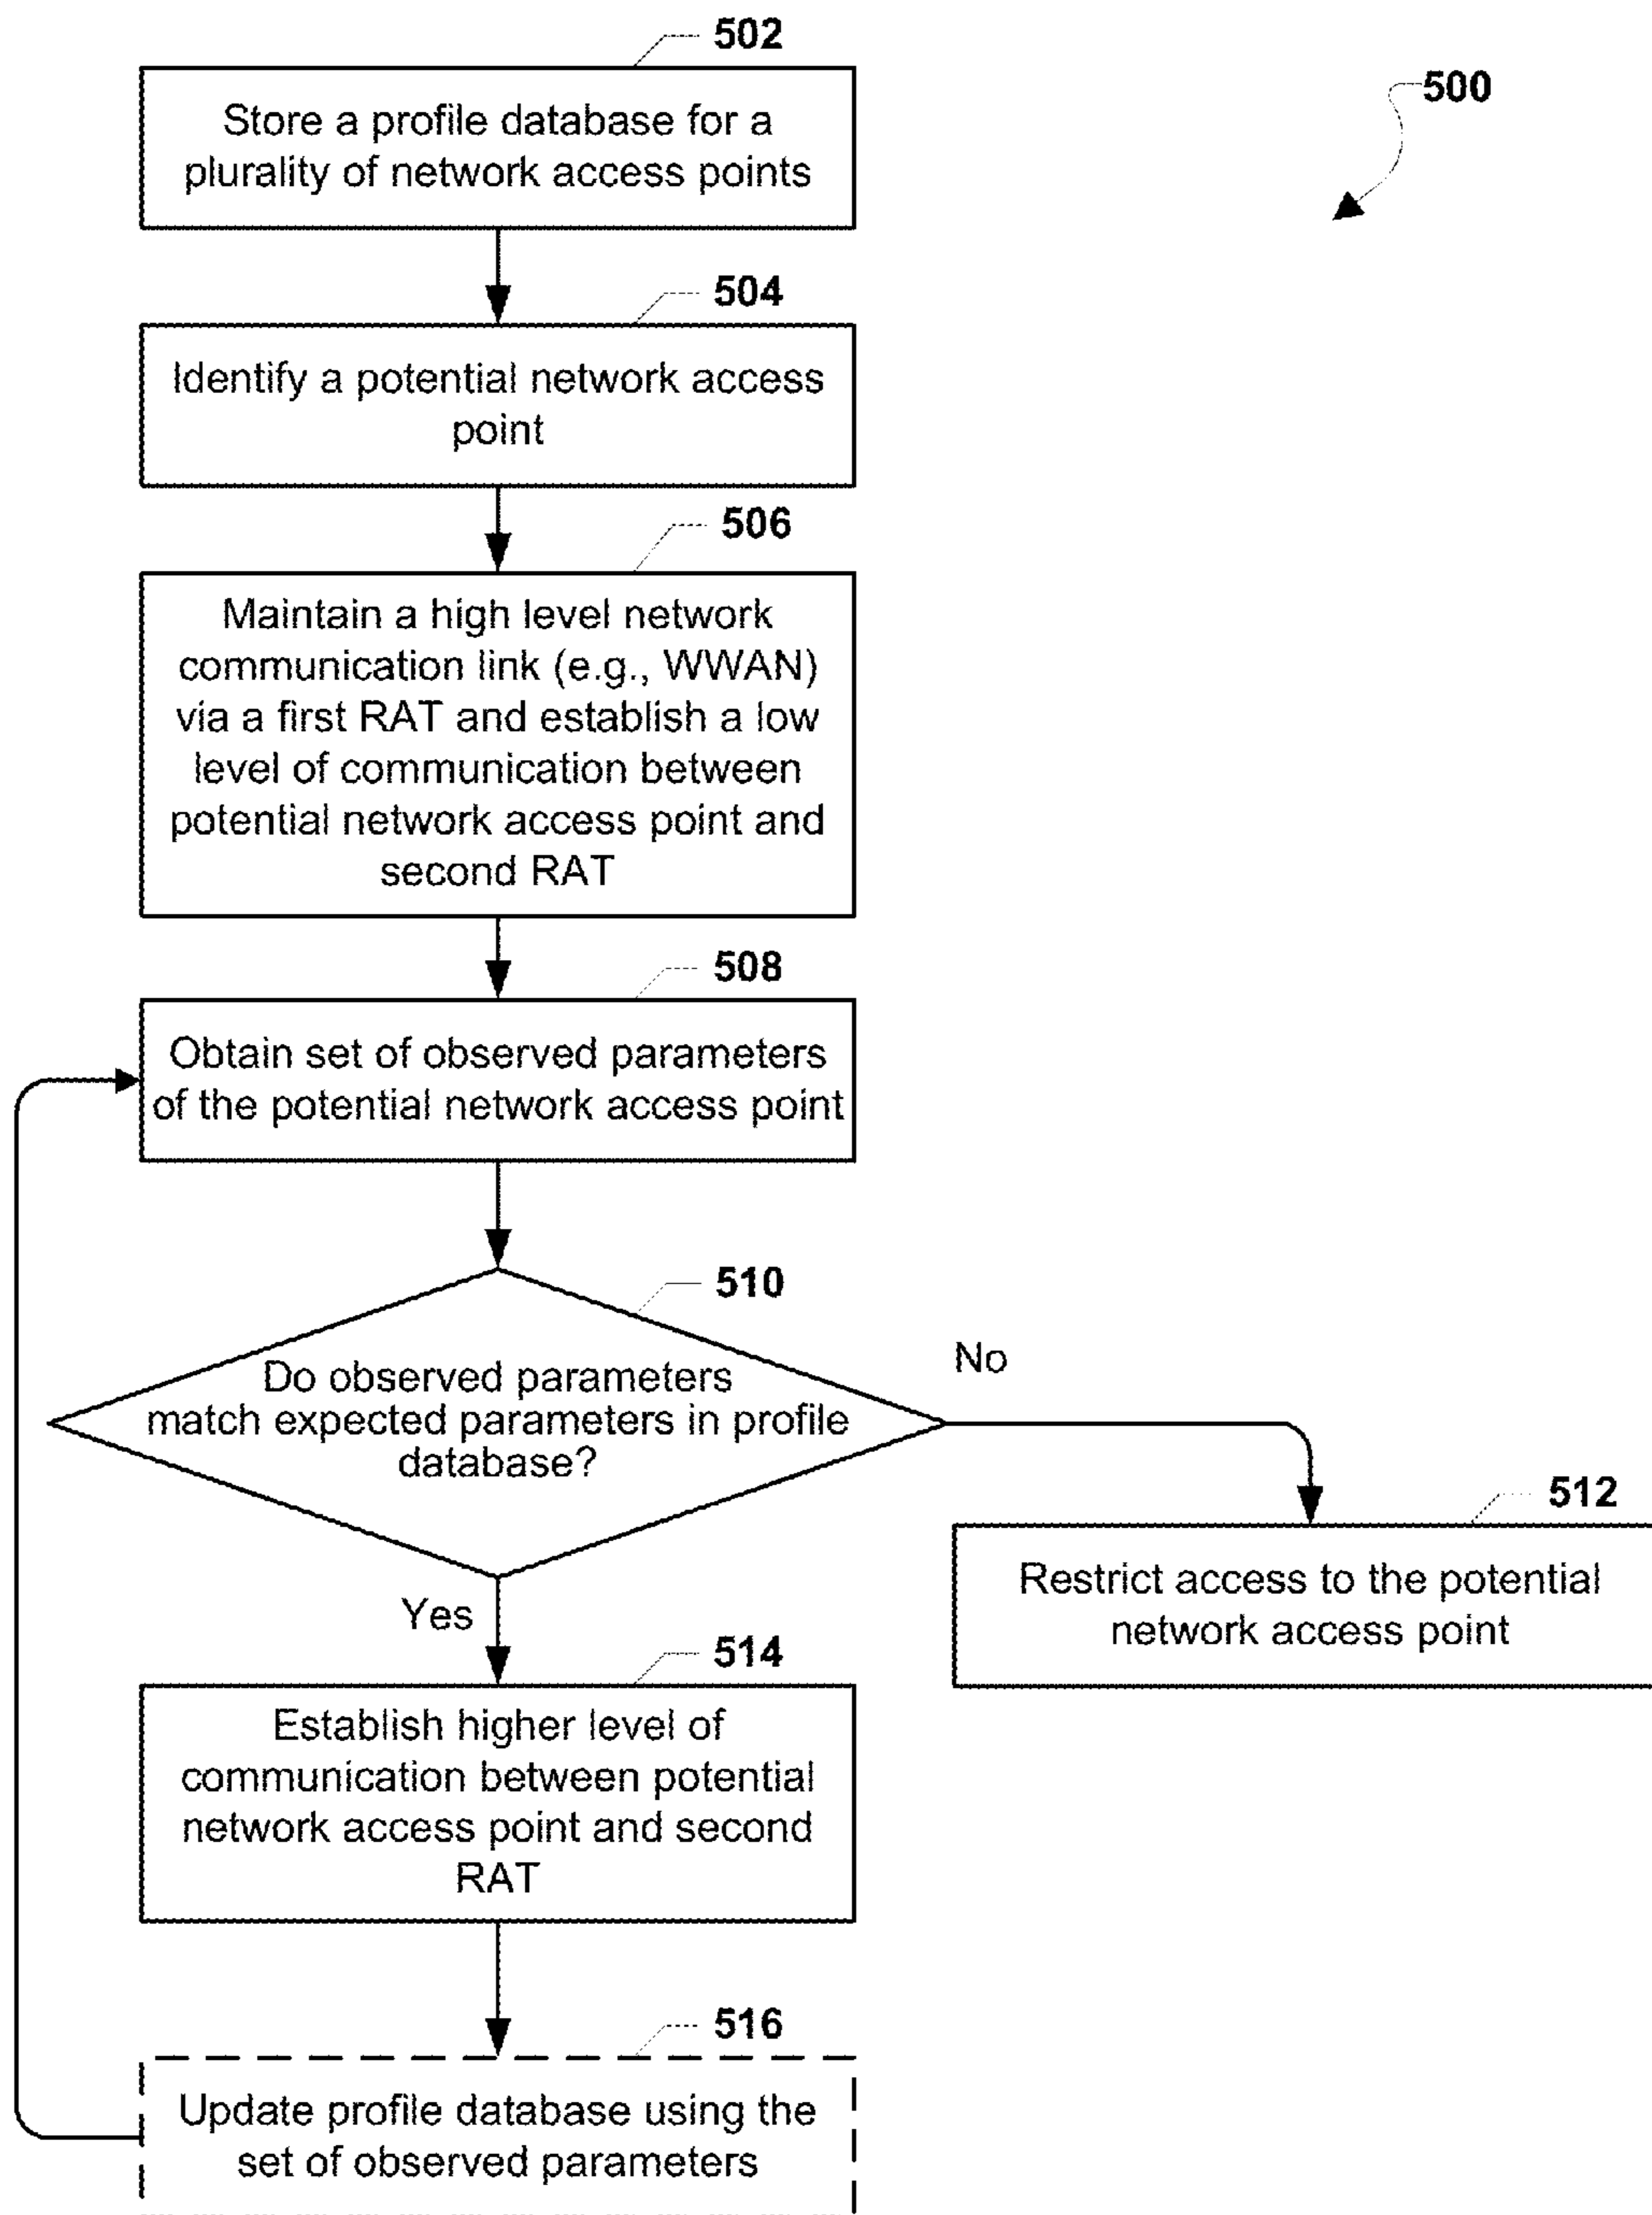 502
500
Store a profile database for a
plurality of network access points
504
Identify a potential network access
point
506
Maintain a high level network
communication link (e.g., WWAN)
via a first RAT and establish a low
level of communication between
potential network access point and
second RAT
508
Obtain set of observed parameters
of the potential network access point
510
Do observed parameters
match expected parameters in profile
database?
No
512
Restrict access to the potential
network access point
Yes
514
Establish higher level of
communication between potential
network access point and second
RAT
516
Update profile database using the
set of observed parameters